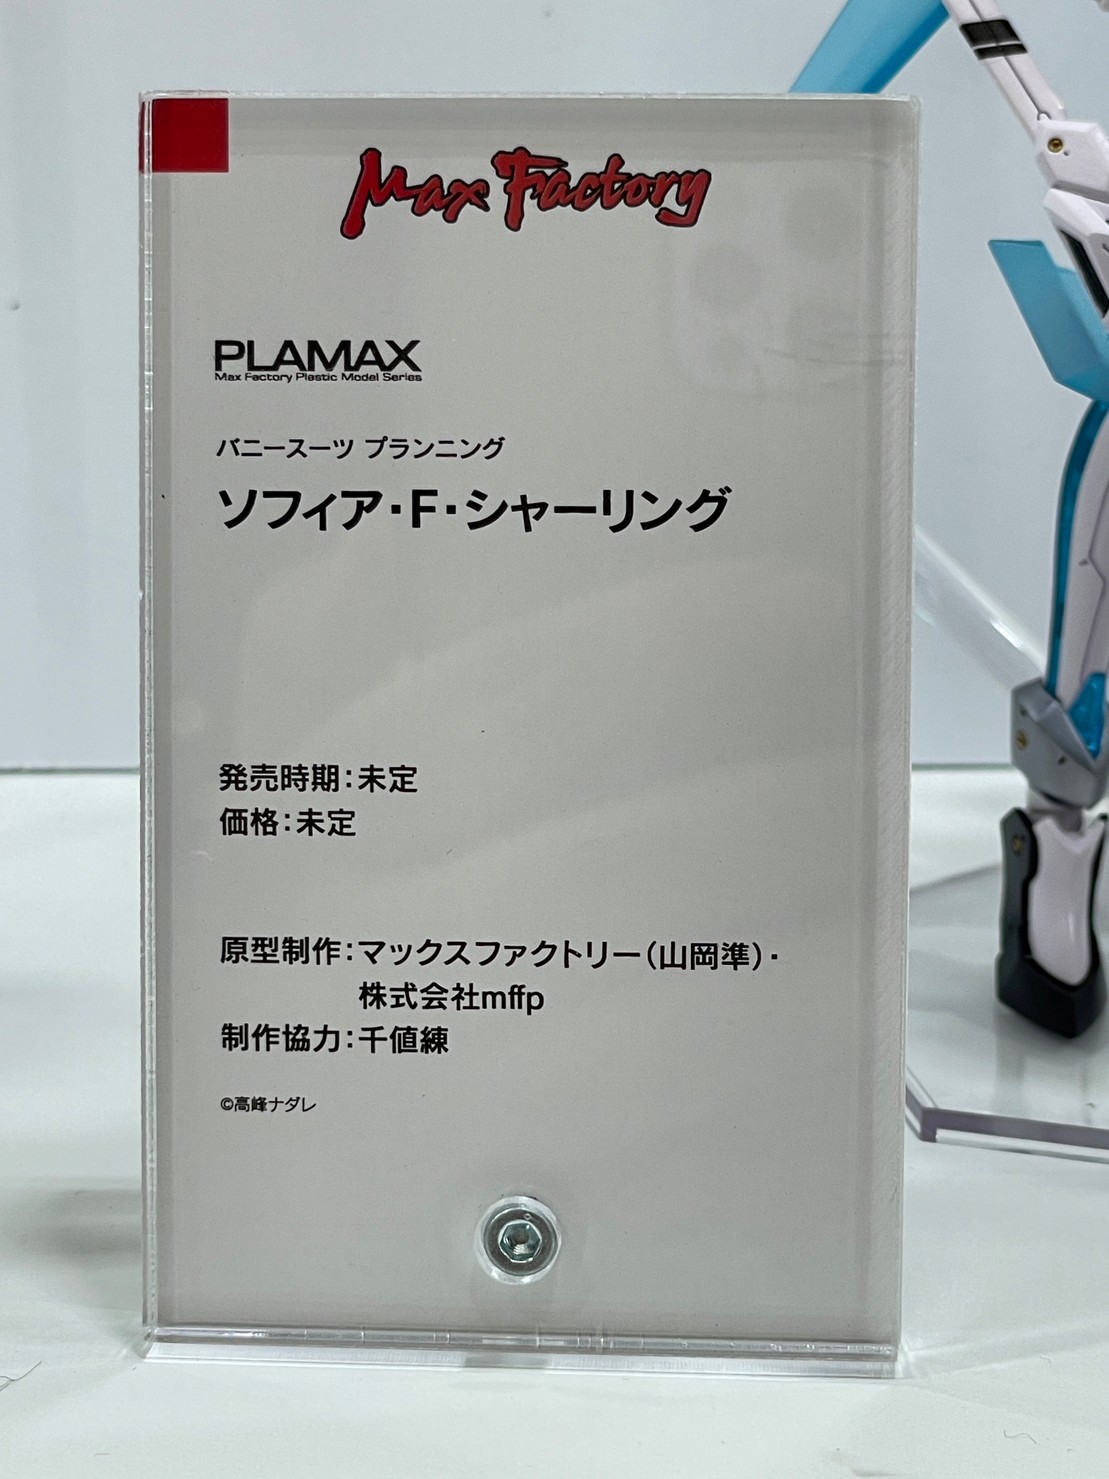 Max Factory
PLAMAX
Max Factory Plastic Model Series
バニースーツ プランニング
ソフィア・F・シャーリング
発売時期：未定
価格：未定
原型制作：マックスファクトリー（山岡準）・
株式会社mffp
制作協力：千値練
©高峰ナダレ